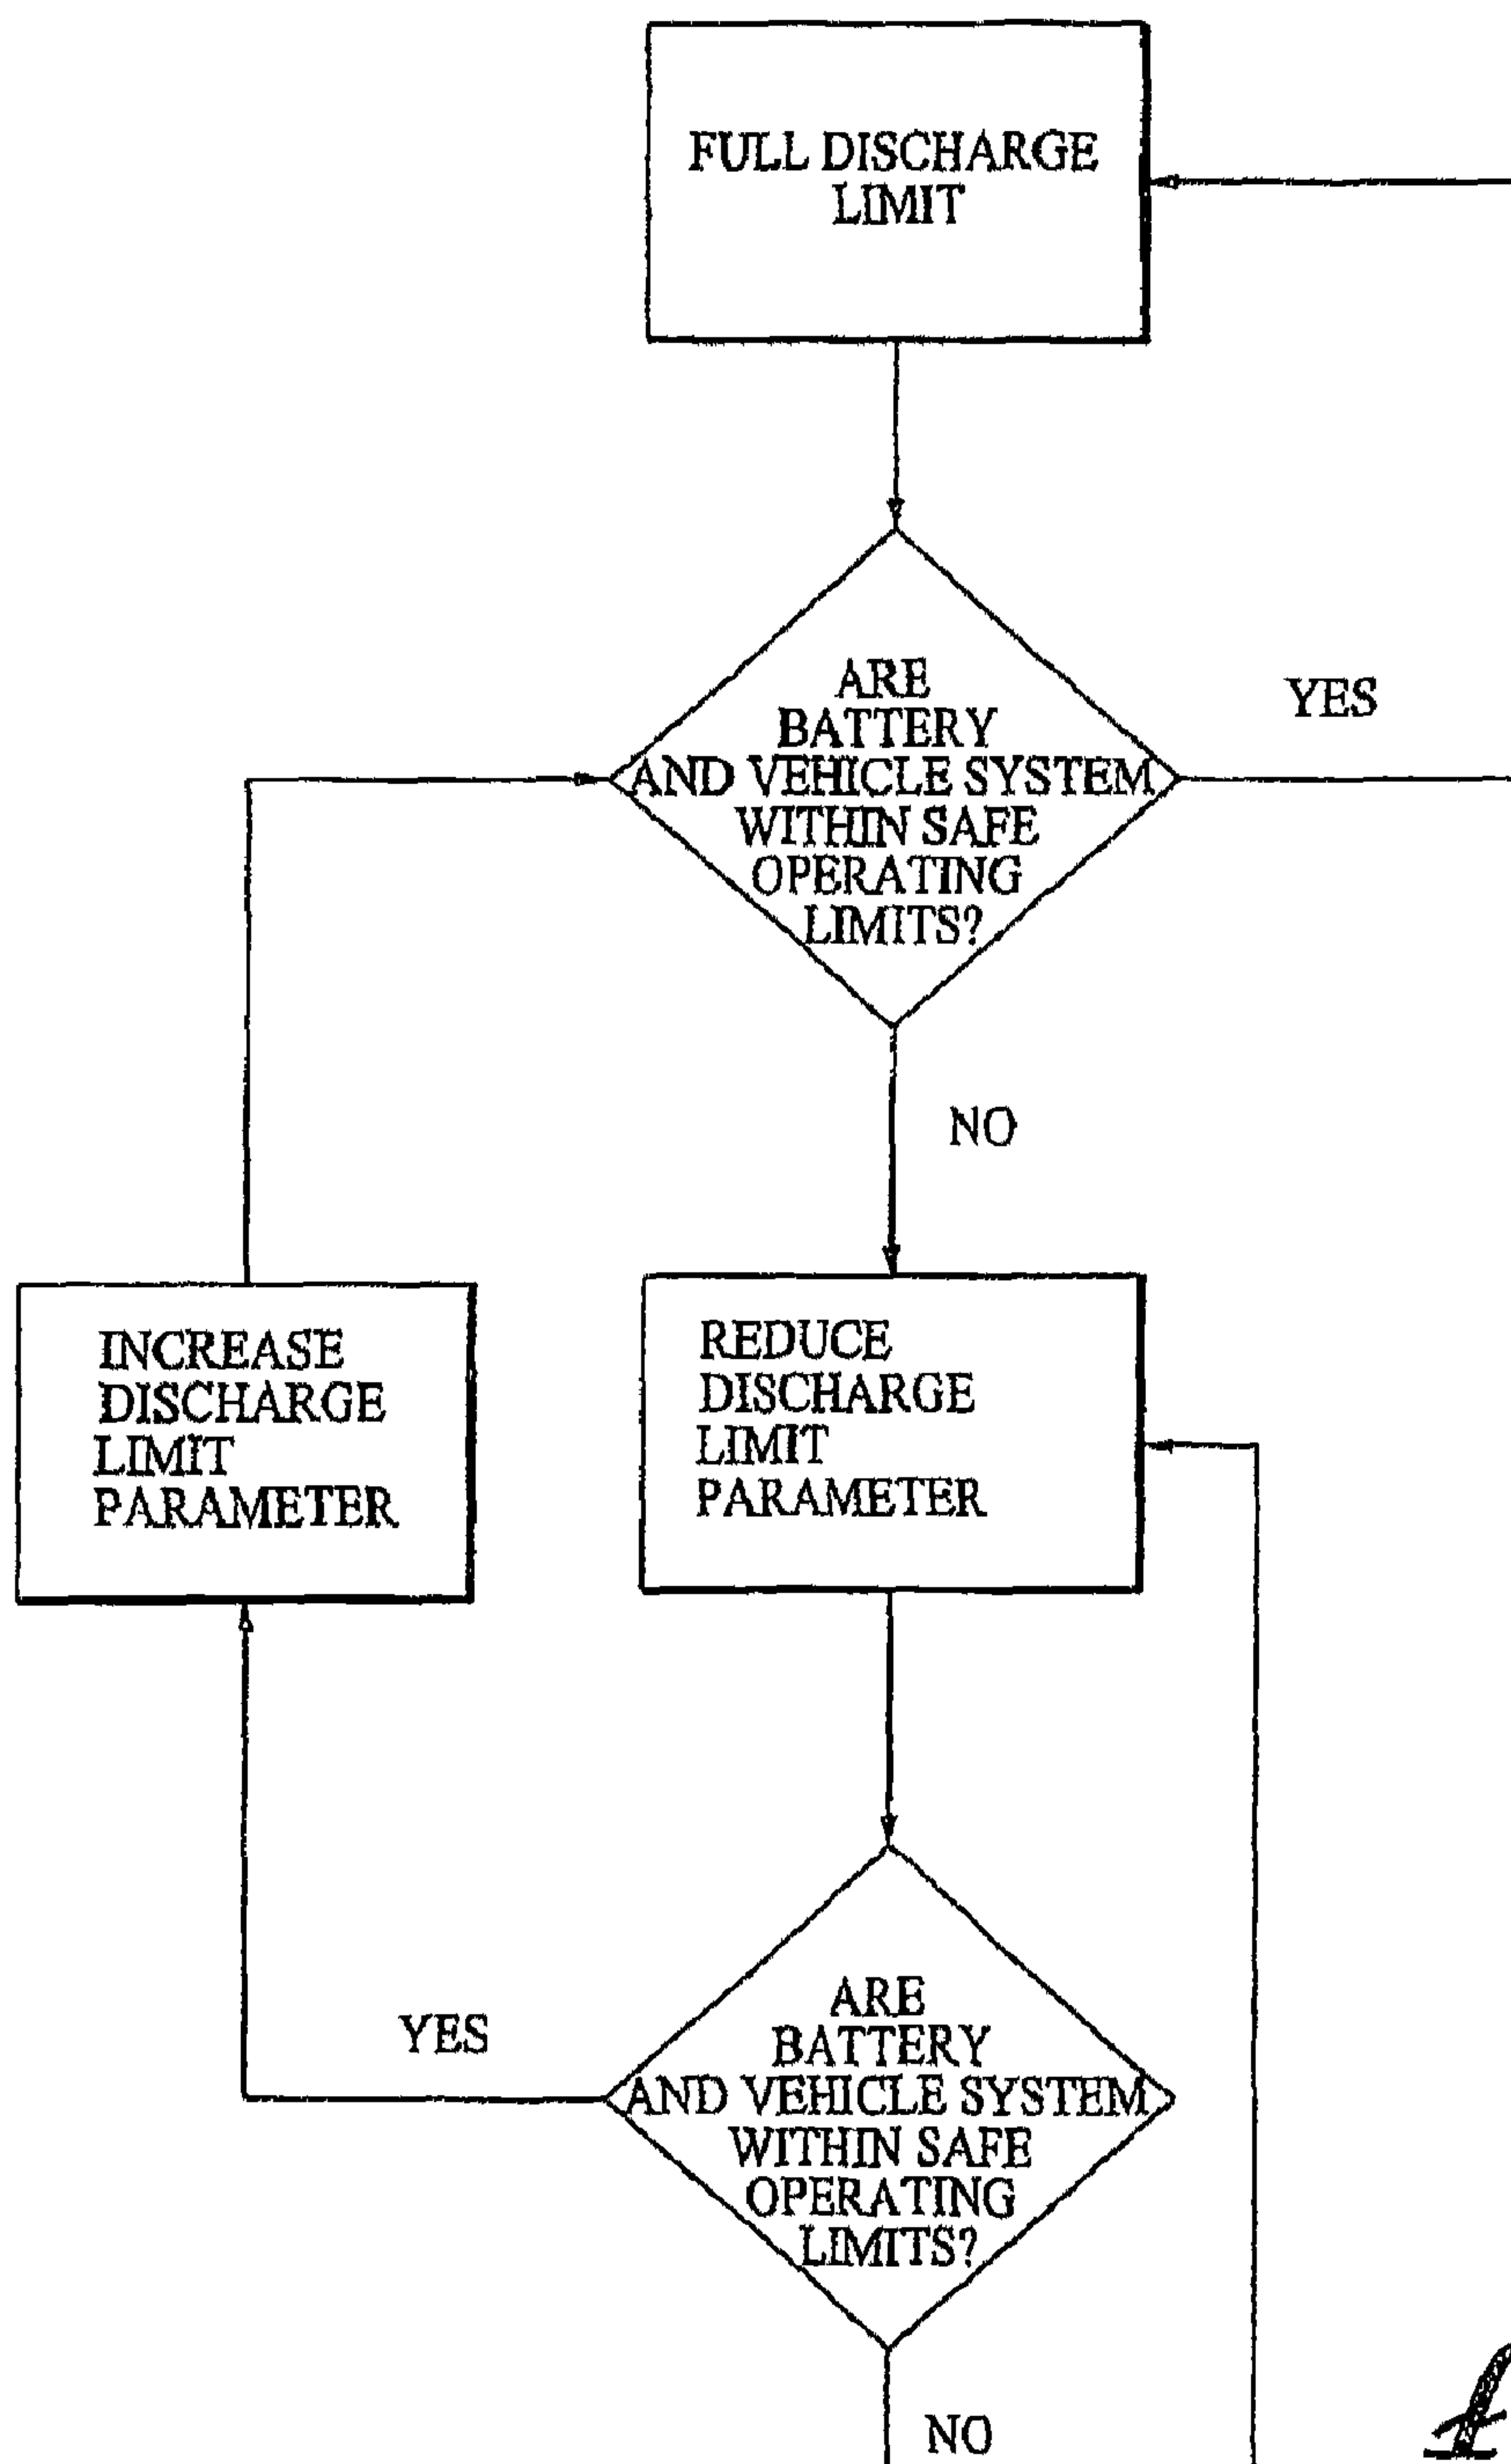 FULL DISCHARGE
LIMIT
ARE
BATTERY
AND VEHICLE SYSTEM
WITHIN SAFE
OPERATING
LIMITS?
YES
NO
INCREASE
DISCHARGE
LIMIT
PARAMETER
REDUCE
DISCHARGE
LIMIT
PARAMETER
YES
ARE
BATTERY
AND VEHICLE SYSTEM
WITHIN SAFE
OPERATING
LIMITS?
NO